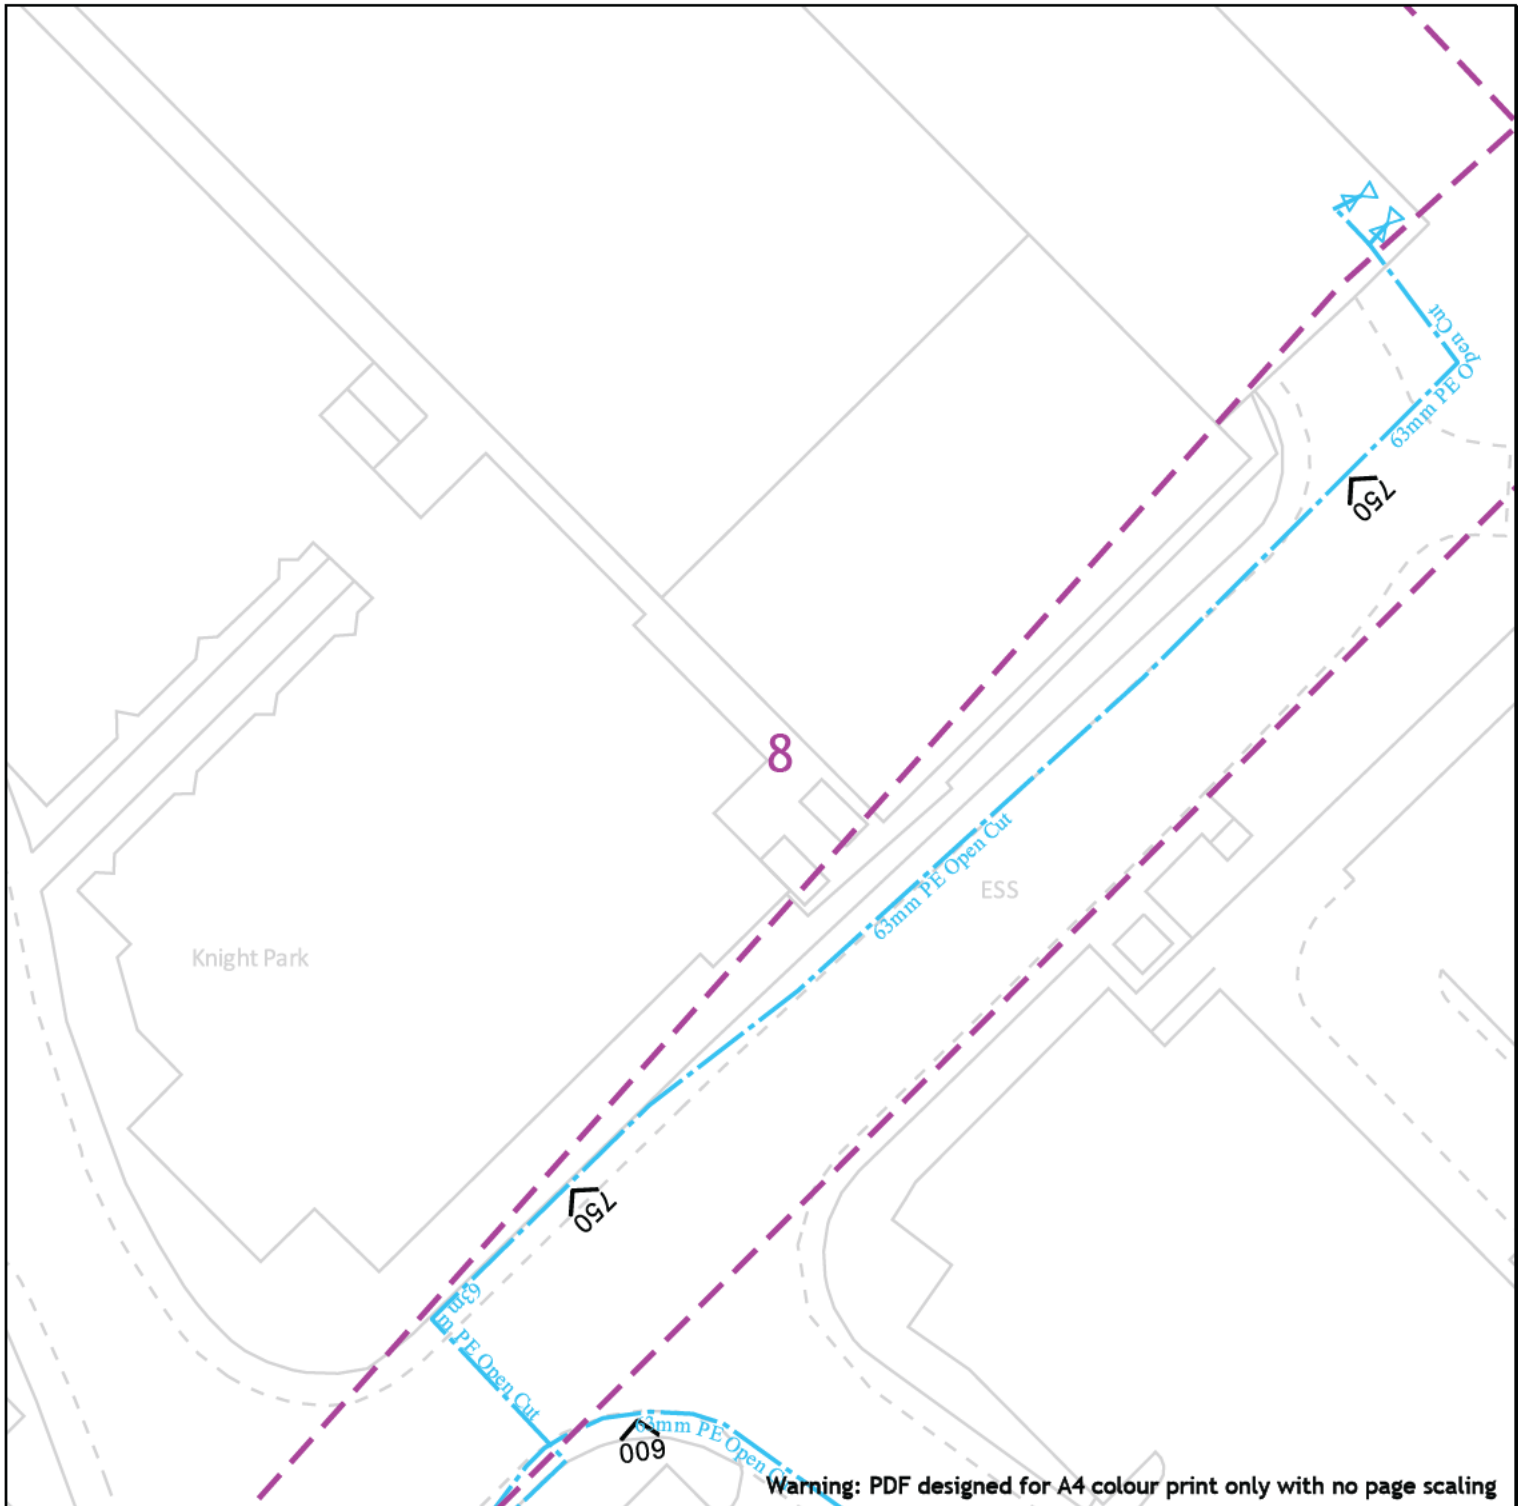 63mm PE Open Cut
750
8
63mm PE Open Cut
ESS
Knight Park
750
63mm PE Open Cut
63mm PE Open C
600
Warning: PDF designed for A4 colour print only with no page scaling